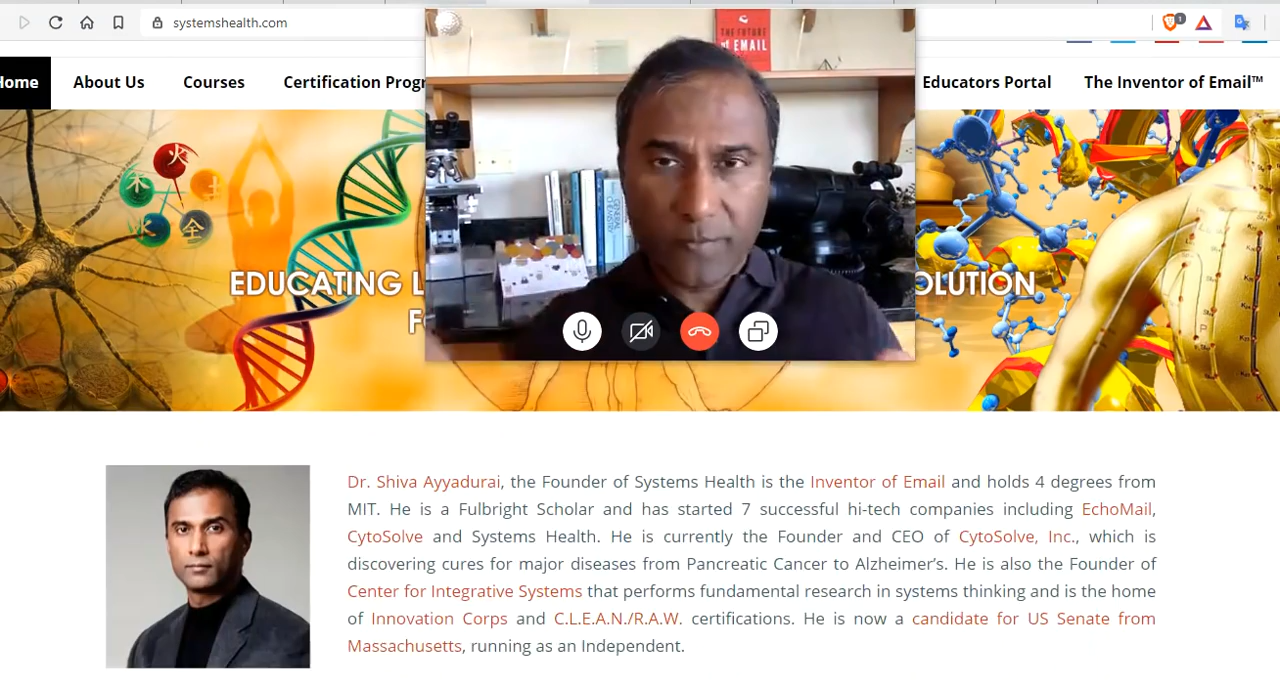 systemshealth.com
1
Home
About Us
Courses
Certification Progr
Educators Portal
The Inventor of Email™
THE FUTURE
of EMAIL
火
木
土
水
金
EDUCATING L
OLUTION
F
Dr. Shiva Ayyadurai, the Founder of Systems Health is the Inventor of Email and holds 4 degrees from
MIT. He is a Fulbright Scholar and has started 7 successful hi-tech companies including EchoMail,
CytoSolve and Systems Health. He is currently the Founder and CEO of CytoSolve, Inc., which is
discovering cures for major diseases from Pancreatic Cancer to Alzheimer's. He is also the Founder of
Center for Integrative Systems that performs fundamental research in systems thinking and is the home
of Innovation Corps and C.L.E.A.N./R.A.W. certifications. He is now a candidate for US Senate from
Massachusetts, running as an Independent.